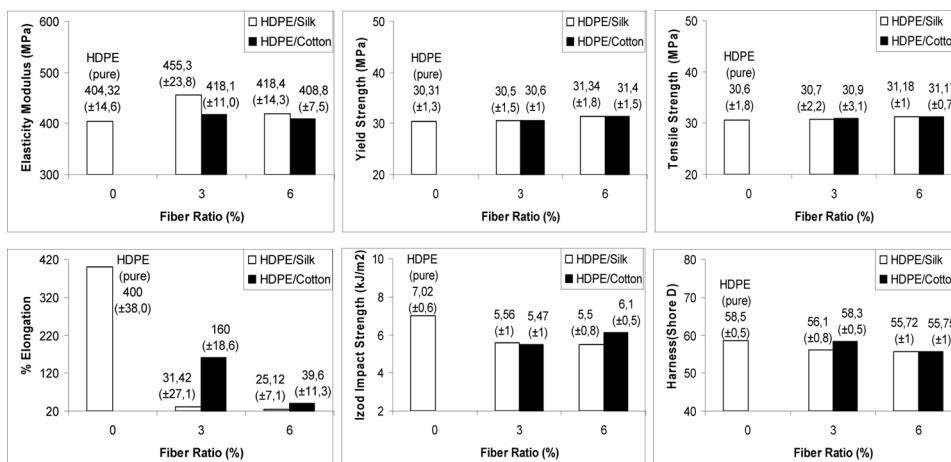 Elasticity Modulus (MPa)
600
500
400
300
HDPE
(pure)
404,32
(±14,6)
455,3
(±23,8)
418,1
(±11,0)
418,4
(±14,3)
408,8
(±7,5)
HDPE/Silk
HDPE/Cotton
0 3 6
Fiber Ratio (%)
Yield Strength (MPa)
50
40
30
20
HDPE
(pure)
30,31
(±1,3)
30,5
(±1,5)
30,6
(±1)
31,34
(±1,8)
31,4
(±1,5)
HDPE/Silk
HDPE/Cotton
0 3 6
Fiber Ratio (%)
Tensile Strength (MPa)
50
40
30
20
HDPE
(pure)
30,6
(±1,8)
30,7
(±2,2)
30,9
(±3,1)
31,18
(±1)
31,17
(±0,7
HDPE/Silk
HDPE/Cotton
0 3 6
Fiber Ratio (%)
% Elongation
420
320
220
120
20
HDPE
(pure)
400
(±38,0)
31,42
(±27,1)
160
(±18,6)
25,12
(±7,1)
39,6
(±11,3)
HDPE/Silk
HDPE/Cotton
0 3 6
Fiber Ratio (%)
Izod Impact Strength (kJ/m2)
10
8
6
4
2
HDPE
(pure)
7,02
(±0,6)
5,56
(±1)
5,47
(±1)
5,5
(±0,8)
6,1
(±0,5)
HDPE/Silk
HDPE/Cotton
0 3 6
Fiber Ratio (%)
Harness(Shore D)
80
70
60
50
40
HDPE
(pure)
58,5
(±0,5)
56,1
(±0,8)
58,3
(±0,5)
55,72
(±1)
55,75
(±1)
HDPE/Silk
HDPE/Cotton
0 3 6
Fiber Ratio (%)